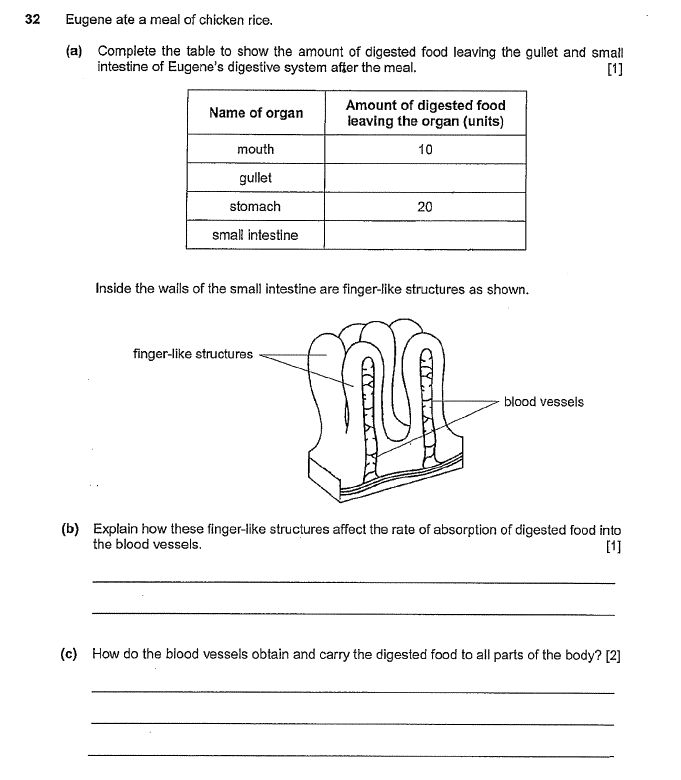 32 Eugene ate a meal of chicken rice.
(a) Complete the table to show the amount of digested food leaving the gullet and small
intestine of Eugene's digestive system after the meal. [1]
Name of organ
Amount of digested food
leaving the organ (units)
mouth 10
gullet
stomach 20
small intestine
Inside the walls of the small intestine are finger-like structures as shown.
finger-like structures
blood vessels
(b) Explain how these finger-like structures affect the rate of absorption of digested food into
the blood vessels. [1]
(c) How do the blood vessels obtain and carry the digested food to all parts of the body? [2]